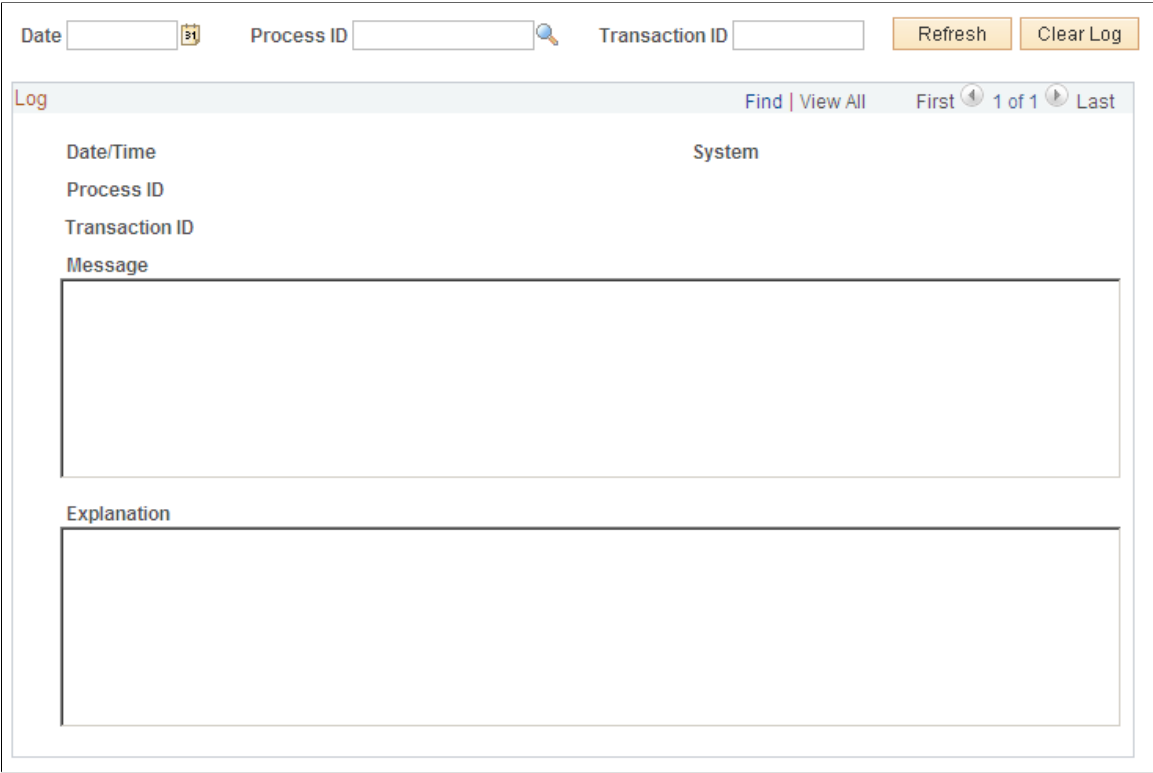 Date 31 Process ID Transaction ID Refresh Clear Log
Log Find | View All First 1 of 1 Last
Date/Time System
Process ID
Transaction ID
Message
Explanation